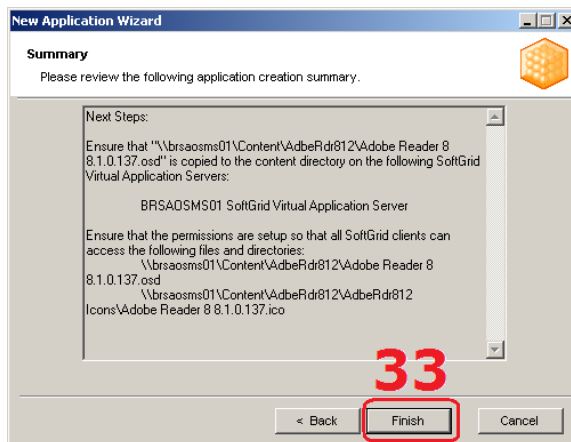 New Application Wizard
Summary
Please review the following application creation summary.
Next Steps:
Ensure that "\\brsaosms01\Content\AdbeRdr812\Adobe Reader 8
8.1.0.137.osd" is copied to the content directory on the following SoftGrid
Virtual Application Servers:
BRSAOSMS01 SoftGrid Virtual Application Server
Ensure that the permissions are setup so that all SoftGrid clients can
access the following files and directories:
\\brsaosms01\Content\AdbeRdr812\Adobe Reader 8
8.1.0.137.osd
\\brsaosms01\Content\AdbeRdr812\AdbeRdr812
Icons\Adobe Reader 8 8.1.0.137.ico
33
< Back Finish Cancel